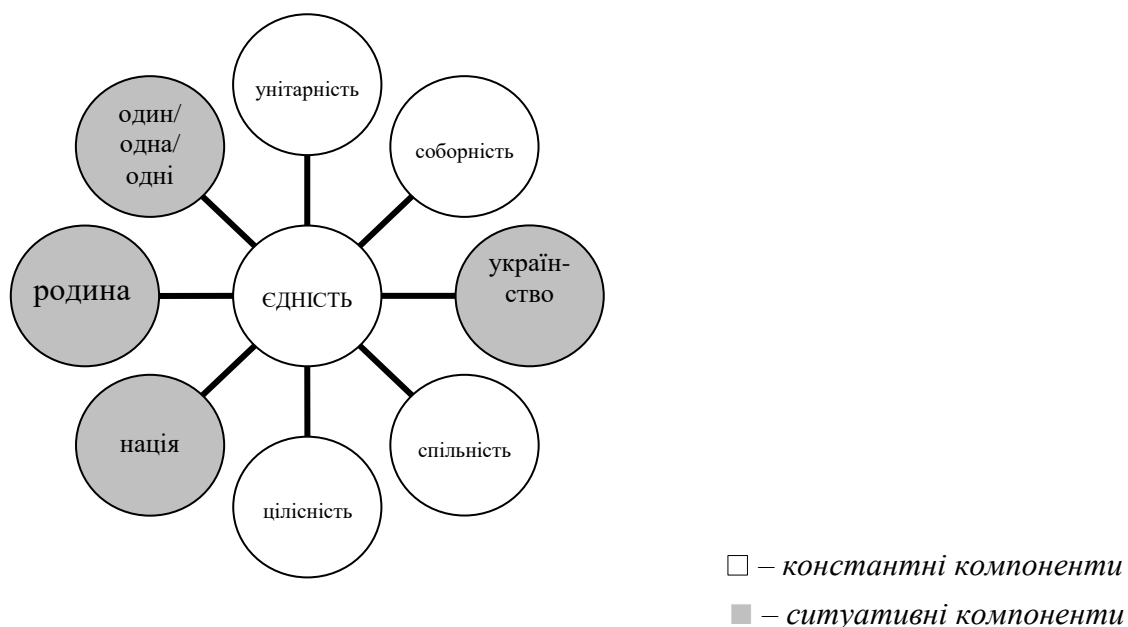 унітарність
один/
одна/
одні
соборність
україн-
ство
родина
ЄДНІСТЬ
нація
спільність
цілісність
– константні компоненти
– ситуативні компоненти